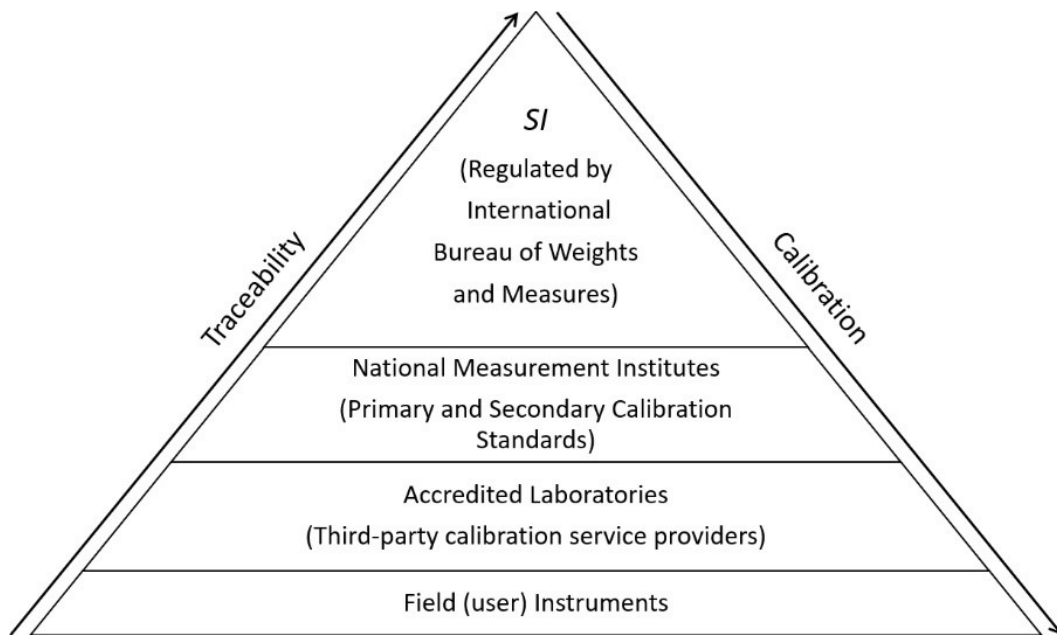 SI
(Regulated by
International
Bureau of Weights
and Measures)
Traceability
Calibration
National Measurement Institutes
(Primary and Secondary Calibration
Standards)
Accredited Laboratories
(Third-party calibration service providers)
Field (user) Instruments